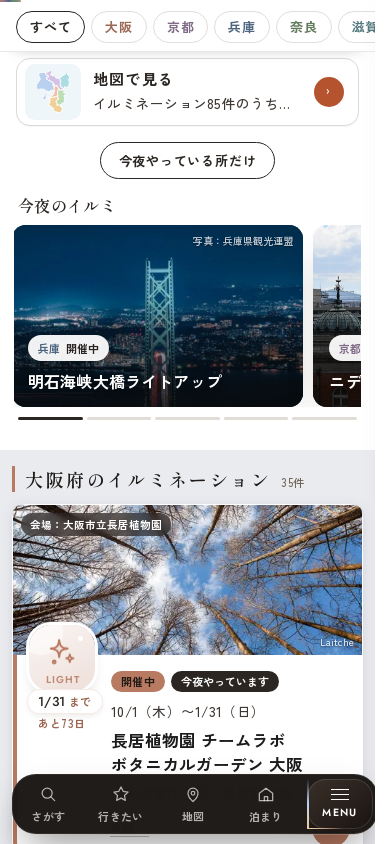 すべて
大阪
京都
兵庫
奈良
滋賀
地図で見る
イルミネーション85件のうち…
今夜やっている所だけ
今夜のイルミ
写真：兵庫県観光連盟
兵庫 開催中
明石海峡大橋ライトアップ
京都
ニデ
大阪府のイルミネーション 35件
会場：大阪市立長居植物園
Laitche
LIGHT
1/31 まで
あと73日
開催中 今夜やっています
10/1（木）〜1/31（日）
長居植物園 チームラボ
ボタニカルガーデン 大阪
さがす
行きたい
地図
泊まり
MENU